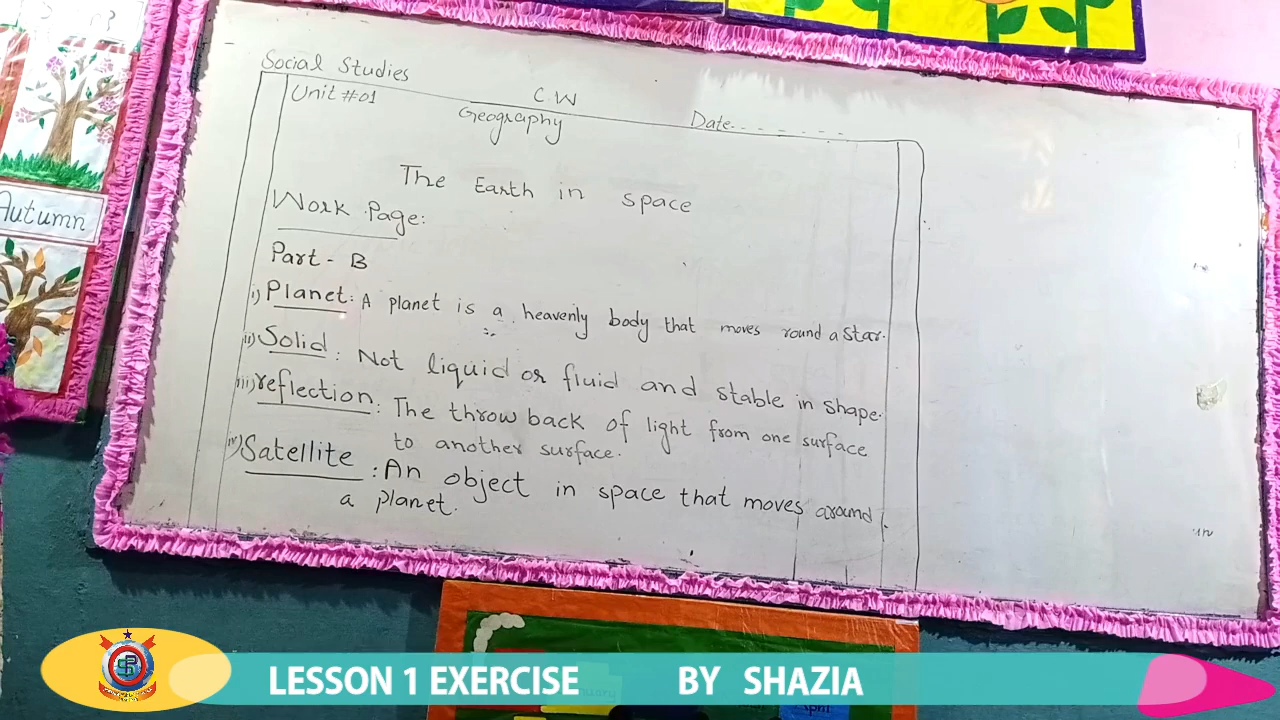 Social Studies
Unit #01
C.W
Geography
Date. - - - - - -
The Earth in space
Work Page:
Part - B
i) Planet: A planet is a heavenly body that moves round a star.
ii) Solid: Not liquid or fluid and stable in shape.
iii) reflection: The throw back of light from one surface
to another surface.
iv) Satellite: An object in space that moves around
a planet.
Autumn
LESSON 1 EXERCISE BY SHAZIA